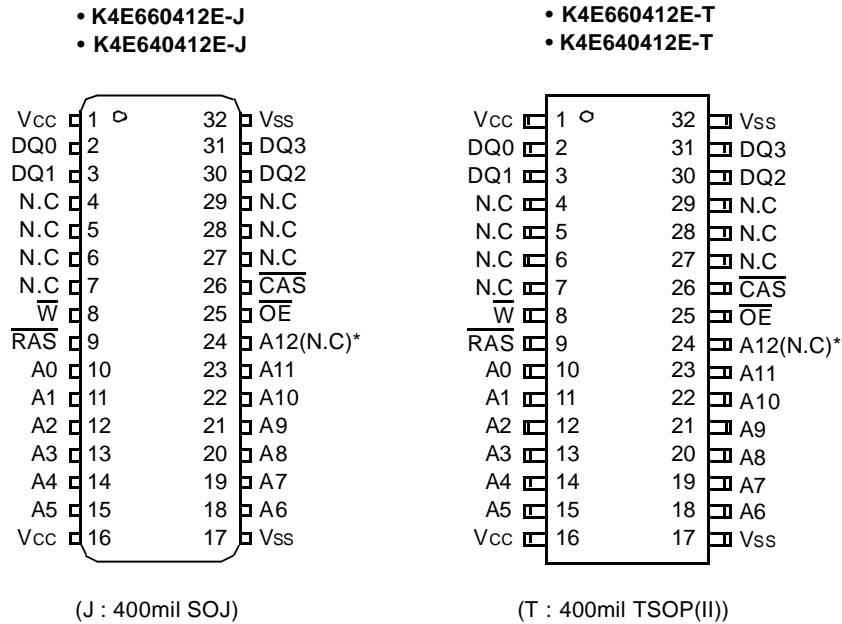 • K4E660412E-J
• K4E640412E-J
Vcc 1 32 Vss
DQ0 2 31 DQ3
DQ1 3 30 DQ2
N.C 4 29 N.C
N.C 5 28 N.C
N.C 6 27 N.C
N.C 7 26 C̅A̅S̅
W̅ 8 25 O̅E̅
R̅A̅S̅ 9 24 A12(N.C)*
A0 10 23 A11
A1 11 22 A10
A2 12 21 A9
A3 13 20 A8
A4 14 19 A7
A5 15 18 A6
Vcc 16 17 Vss
(J : 400mil SOJ)
• K4E660412E-T
• K4E640412E-T
Vcc 1 32 Vss
DQ0 2 31 DQ3
DQ1 3 30 DQ2
N.C 4 29 N.C
N.C 5 28 N.C
N.C 6 27 N.C
N.C 7 26 C̅A̅S̅
W̅ 8 25 O̅E̅
R̅A̅S̅ 9 24 A12(N.C)*
A0 10 23 A11
A1 11 22 A10
A2 12 21 A9
A3 13 20 A8
A4 14 19 A7
A5 15 18 A6
Vcc 16 17 Vss
(T : 400mil TSOP(II))